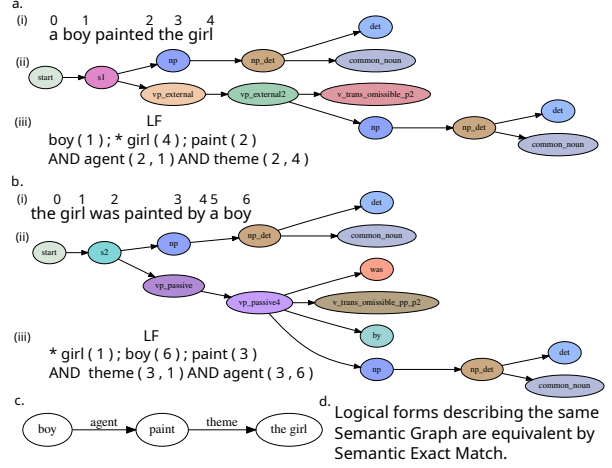 a.
(i) 0 1 2 3 4
a boy painted the girl
(ii)
det
np np_det common_noun
start s1
vp_external vp_external2 v_trans_omissible_p2
det
np np_det
common_noun
(iii) LF
boy ( 1 ) ; * girl ( 4 ) ; paint ( 2 )
AND agent ( 2 , 1 ) AND theme ( 2 , 4 )
b.
(i) 0 1 2 3 4 5 6
the girl was painted by a boy
(ii)
det
np np_det common_noun
start s2
was
vp_passive vp_passive4 v_trans_omissible_pp_p2
by
det
np np_det
common_noun
(iii) LF
* girl ( 1 ) ; boy ( 6 ) ; paint ( 3 )
AND theme ( 3 , 1 ) AND agent ( 3 , 6 )
c.
boy agent paint theme the girl
d.
Logical forms describing the same
Semantic Graph are equivalent by
Semantic Exact Match.